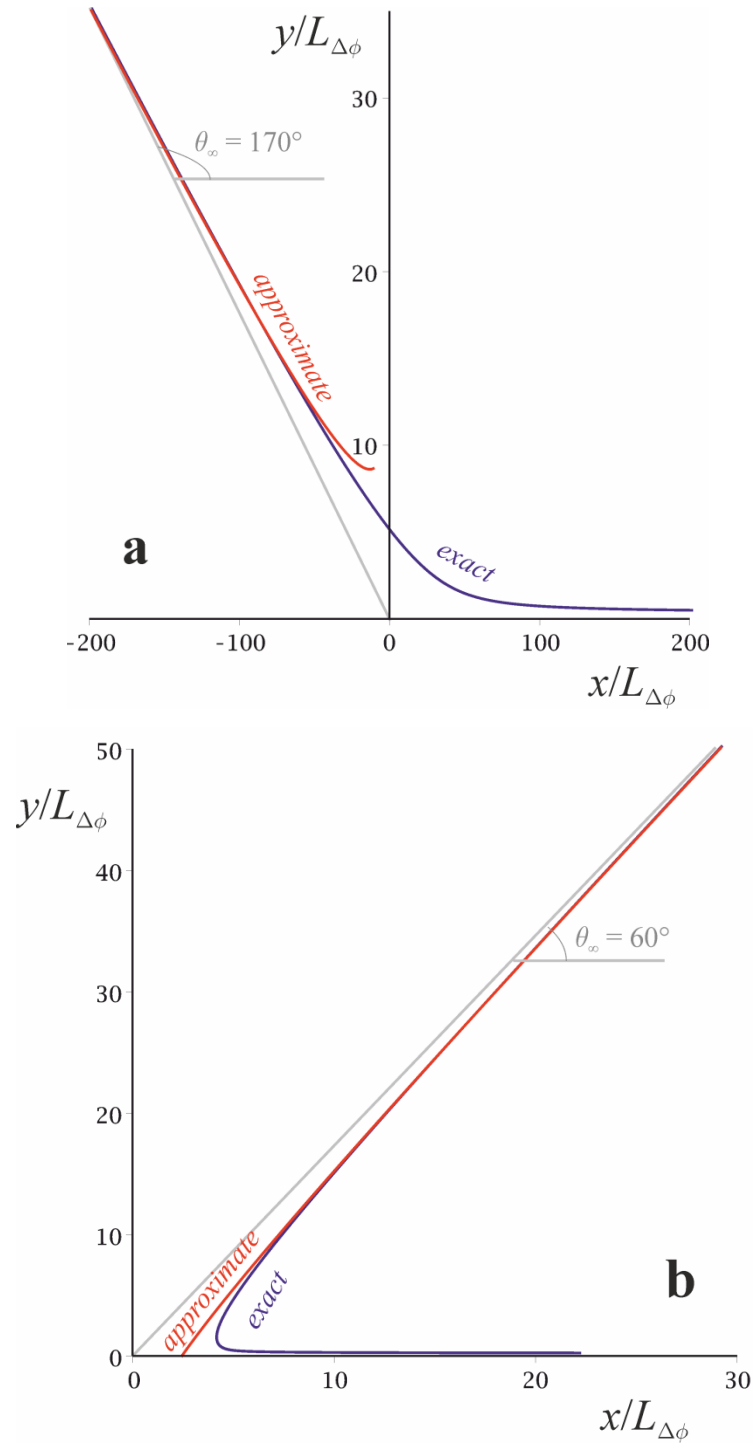 y/L_Δϕ
30
θ_∞ = 170°
20
approximate
10
a
exact
-200
-100
0
100
200
x/L_Δϕ
50
y/L_Δϕ
40
θ_∞ = 60°
30
20
10
approximate
exact
b
0
0
10
20
30
x/L_Δϕ